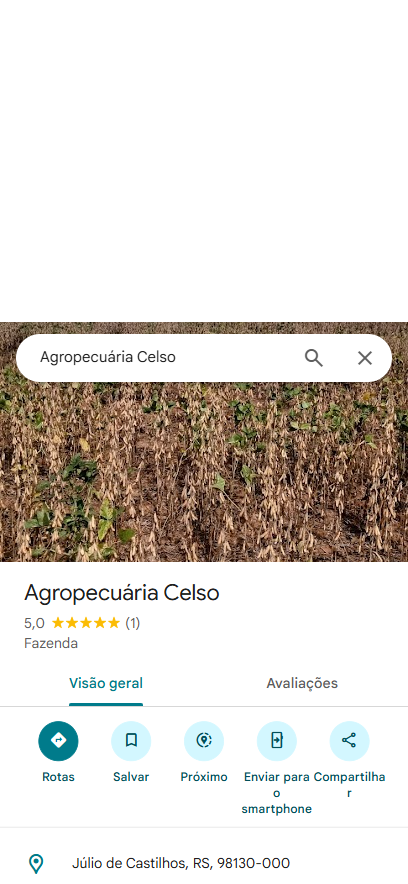 Agropecuária Celso
Agropecuária Celso
5,0 (1)
Fazenda
Visão geral
Avaliações
Rotas
Salvar
Próximo
Enviar para o smartphone
Compartilhar
Júlio de Castilhos, RS, 98130-000